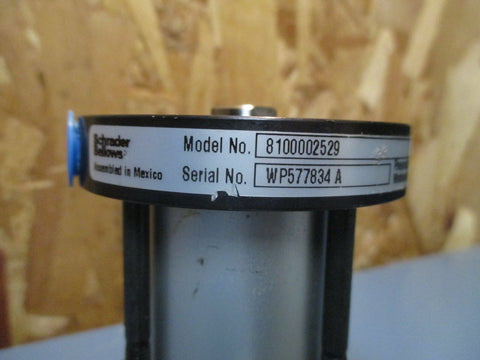 Schrader
Bellows
Assembled in Mexico
Model No. 8100002529
Serial No. WP577834 A